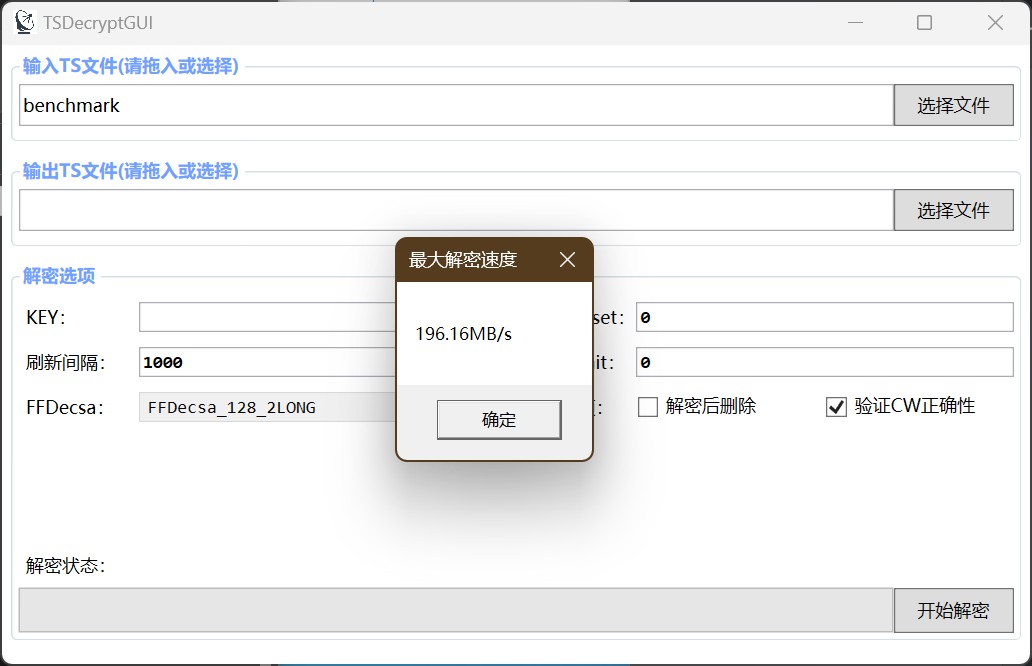 TSDecryptGUI
输入TS文件(请拖入或选择)
benchmark
选择文件
输出TS文件(请拖入或选择)
选择文件
最大解密速度
196.16MB/s
确定
解密选项
KEY:
set:
0
刷新间隔:
1000
it:
0
FFDecsa:
FFDecsa_128_2LONG
解密后删除
验证CW正确性
解密状态:
开始解密